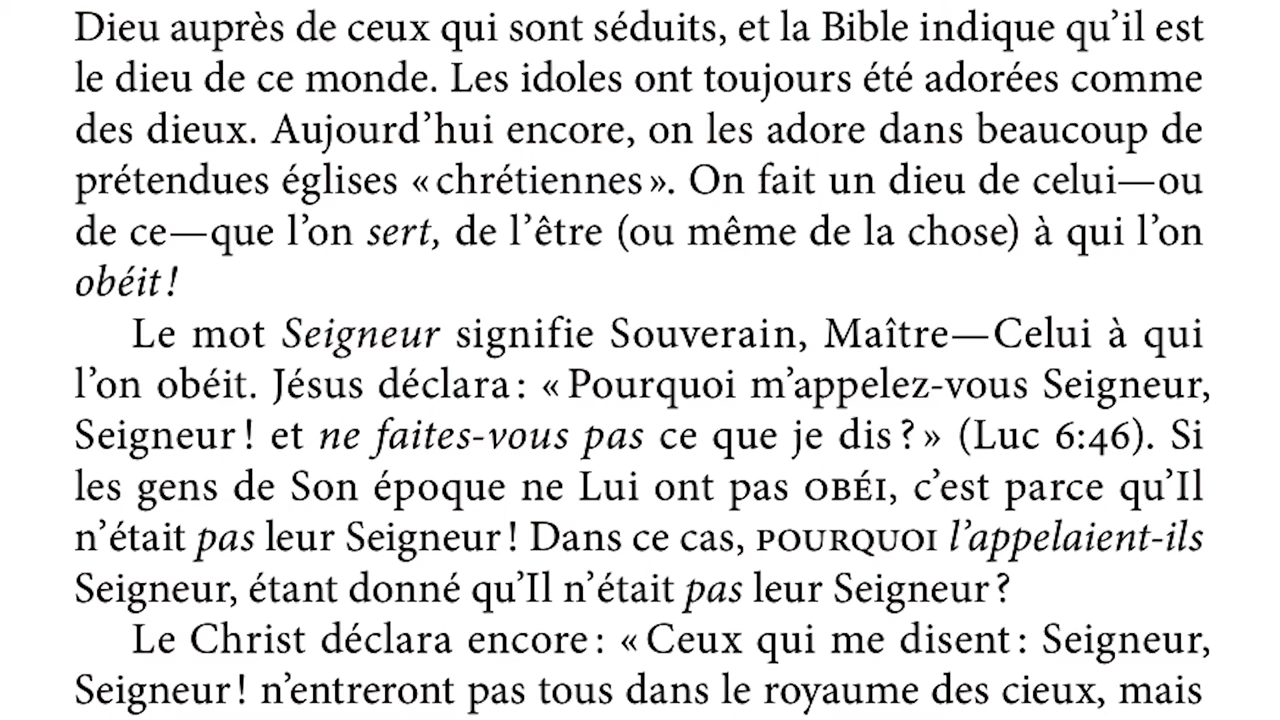 Dieu auprès de ceux qui sont séduits, et la Bible indique qu’il est
le dieu de ce monde. Les idoles ont toujours été adorées comme
des dieux. Aujourd’hui encore, on les adore dans beaucoup de
prétendues églises « chrétiennes ». On fait un dieu de celui—ou
de ce—que l’on sert, de l’être (ou même de la chose) à qui l’on
obéit !
Le mot Seigneur signifie Souverain, Maître—Celui à qui
l’on obéit. Jésus déclara : « Pourquoi m’appelez-vous Seigneur,
Seigneur ! et ne faites-vous pas ce que je dis ? » (Luc 6:46). Si
les gens de Son époque ne Lui ont pas OBÉI, c’est parce qu’Il
n’était pas leur Seigneur ! Dans ce cas, POURQUOI l’appelaient-ils
Seigneur, étant donné qu’Il n’était pas leur Seigneur ?
Le Christ déclara encore : « Ceux qui me disent : Seigneur,
Seigneur ! n’entreront pas tous dans le royaume des cieux, mais